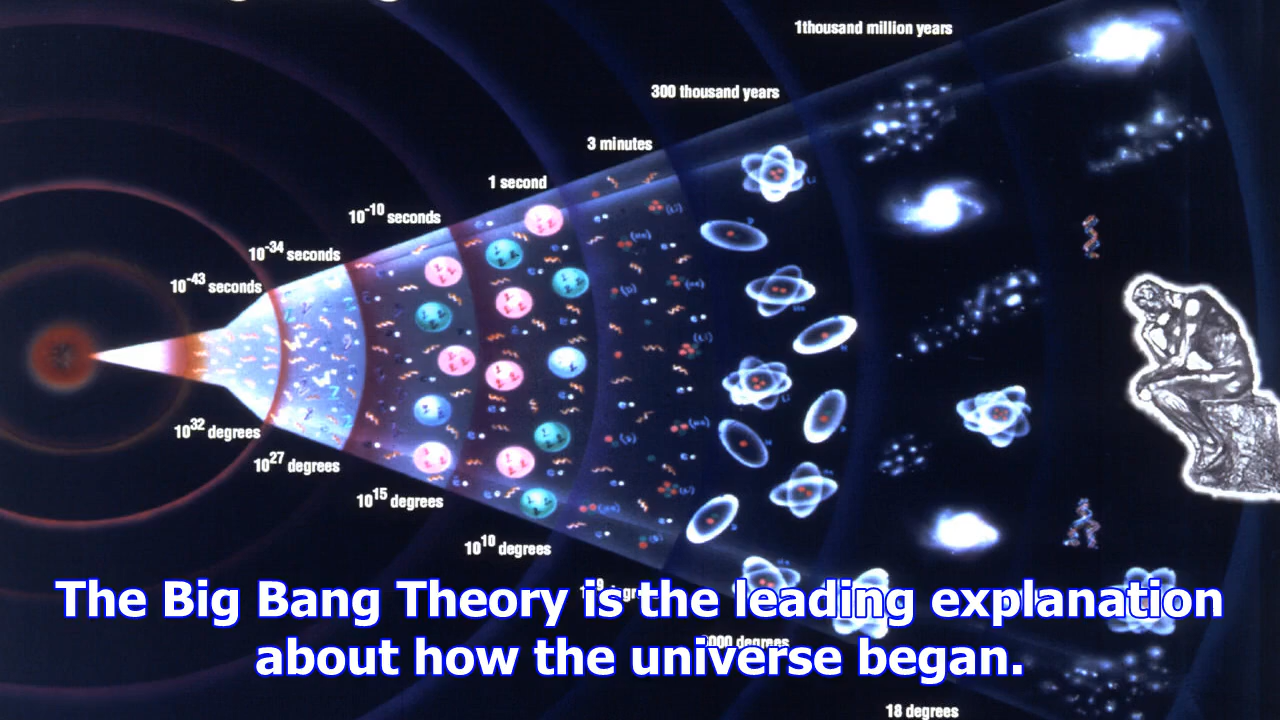 1thousand million years
300 thousand years
3 minutes
1 second
10-10 seconds
10-34 seconds
10-43 seconds
10³² degrees
10²⁷ degrees
10¹⁵ degrees
10¹⁰ degrees
18 degrees
The Big Bang Theory is the leading explanation
about how the universe began.